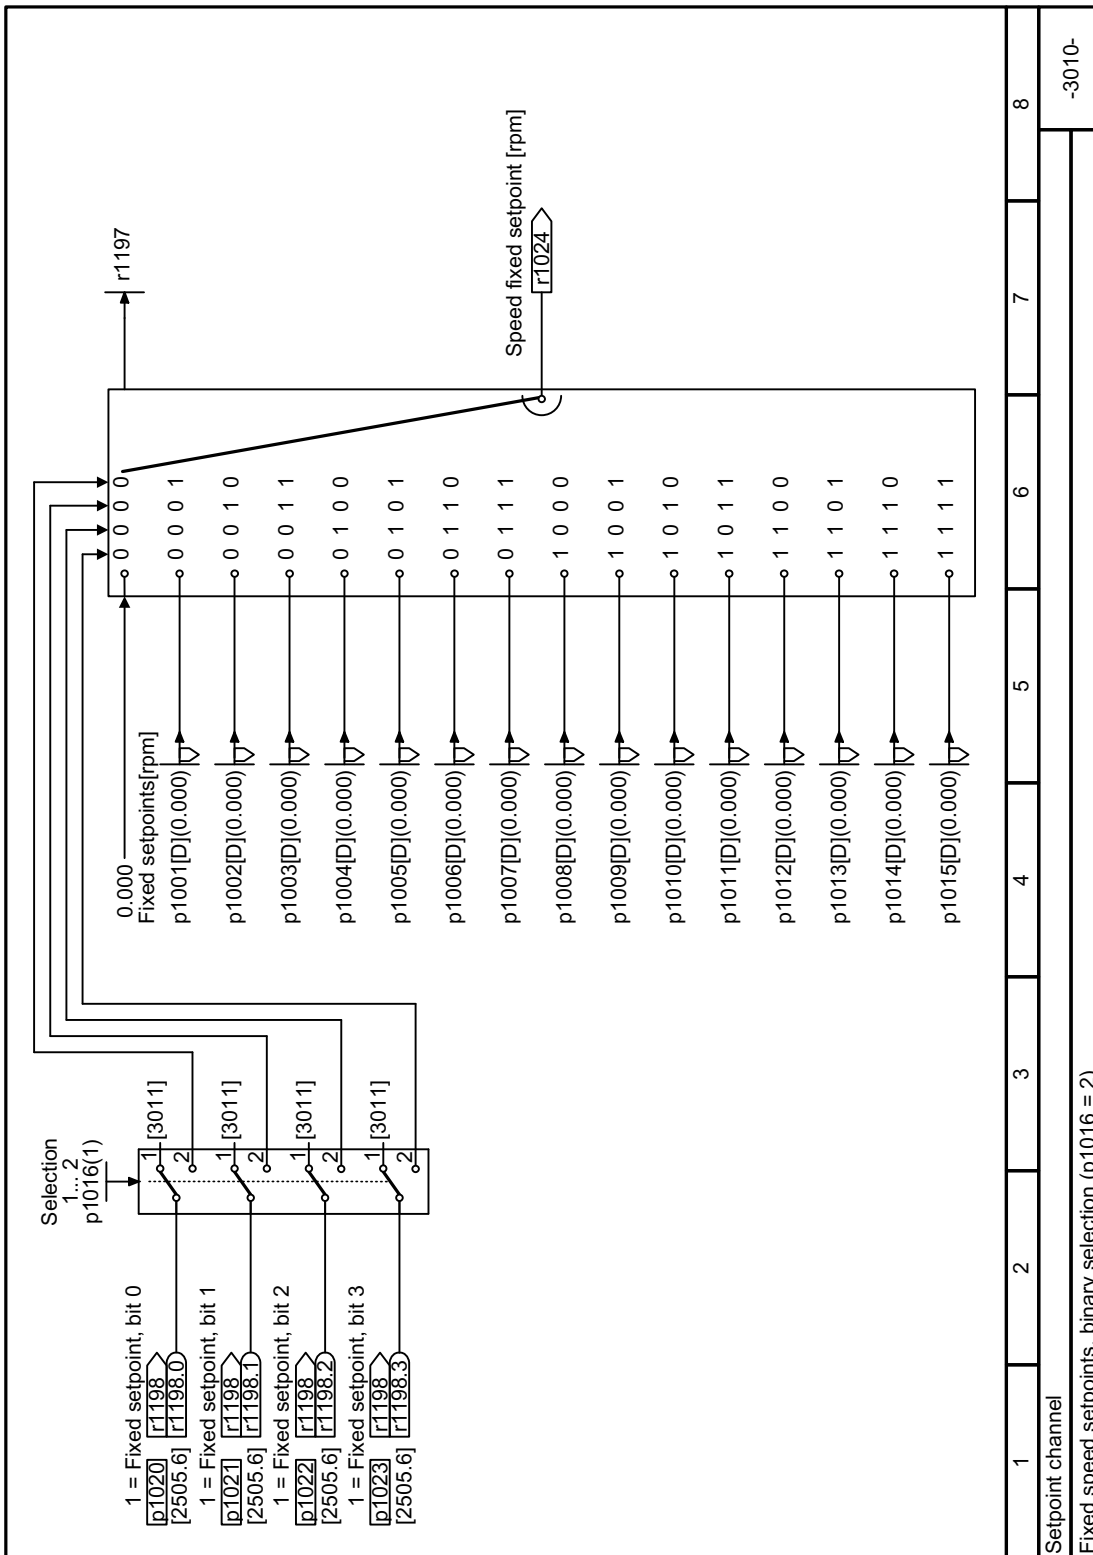 Selection
1... 2
p1016(1)
1 = Fixed setpoint, bit 0
p1020 r1198
[2505.6] r1198.0
1 [3011]
2
1 = Fixed setpoint, bit 1
p1021 r1198
[2505.6] r1198.1
1 [3011]
2
1 = Fixed setpoint, bit 2
p1022 r1198
[2505.6] r1198.2
1 [3011]
2
1 = Fixed setpoint, bit 3
p1023 r1198
[2505.6] r1198.3
1 [3011]
2
0.000
Fixed setpoints[rpm]
0 0 0 0
r1197
p1001[D](0.000) 0 0 0 1
p1002[D](0.000) 0 0 1 0
p1003[D](0.000) 0 0 1 1
p1004[D](0.000) 0 1 0 0
p1005[D](0.000) 0 1 0 1
p1006[D](0.000) 0 1 1 0
p1007[D](0.000) 0 1 1 1
p1008[D](0.000) 1 0 0 0
p1009[D](0.000) 1 0 0 1
p1010[D](0.000) 1 0 1 0
p1011[D](0.000) 1 0 1 1
p1012[D](0.000) 1 1 0 0
p1013[D](0.000) 1 1 0 1
p1014[D](0.000) 1 1 1 0
p1015[D](0.000) 1 1 1 1
Speed fixed setpoint [rpm]
r1024
1 2 3 4 5 6 7 8
Setpoint channel
Fixed speed setpoints, binary selection (p1016 = 2)
-3010-